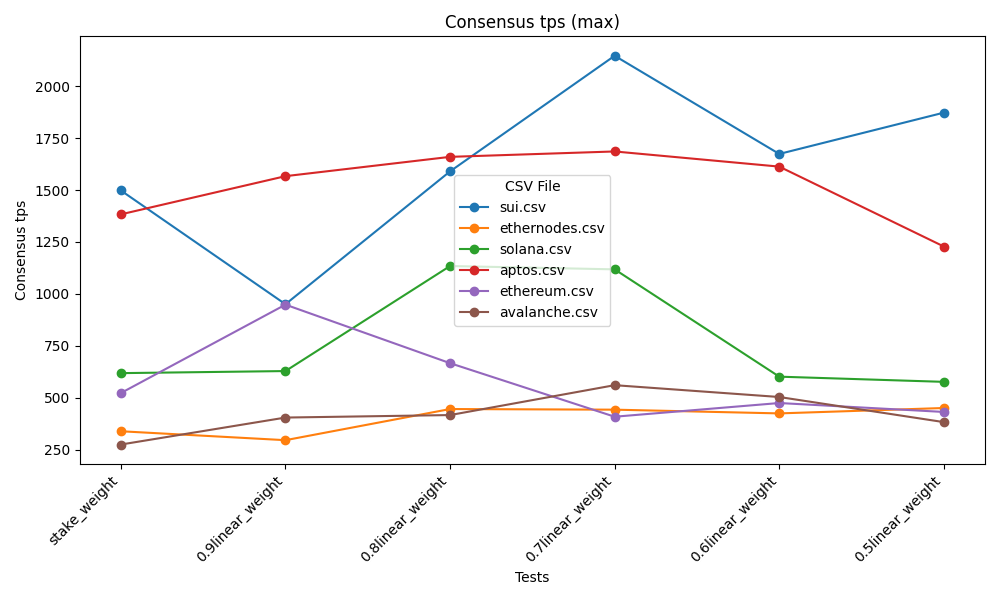 Consensus tps (max)
Consensus tps
2000
1750
1500
1250
1000
750
500
250
CSV File
sui.csv
ethernodes.csv
solana.csv
aptos.csv
ethereum.csv
avalanche.csv
stake_weight
0.9linear_weight
0.8linear_weight
0.7linear_weight
0.6linear_weight
0.5linear_weight
Tests